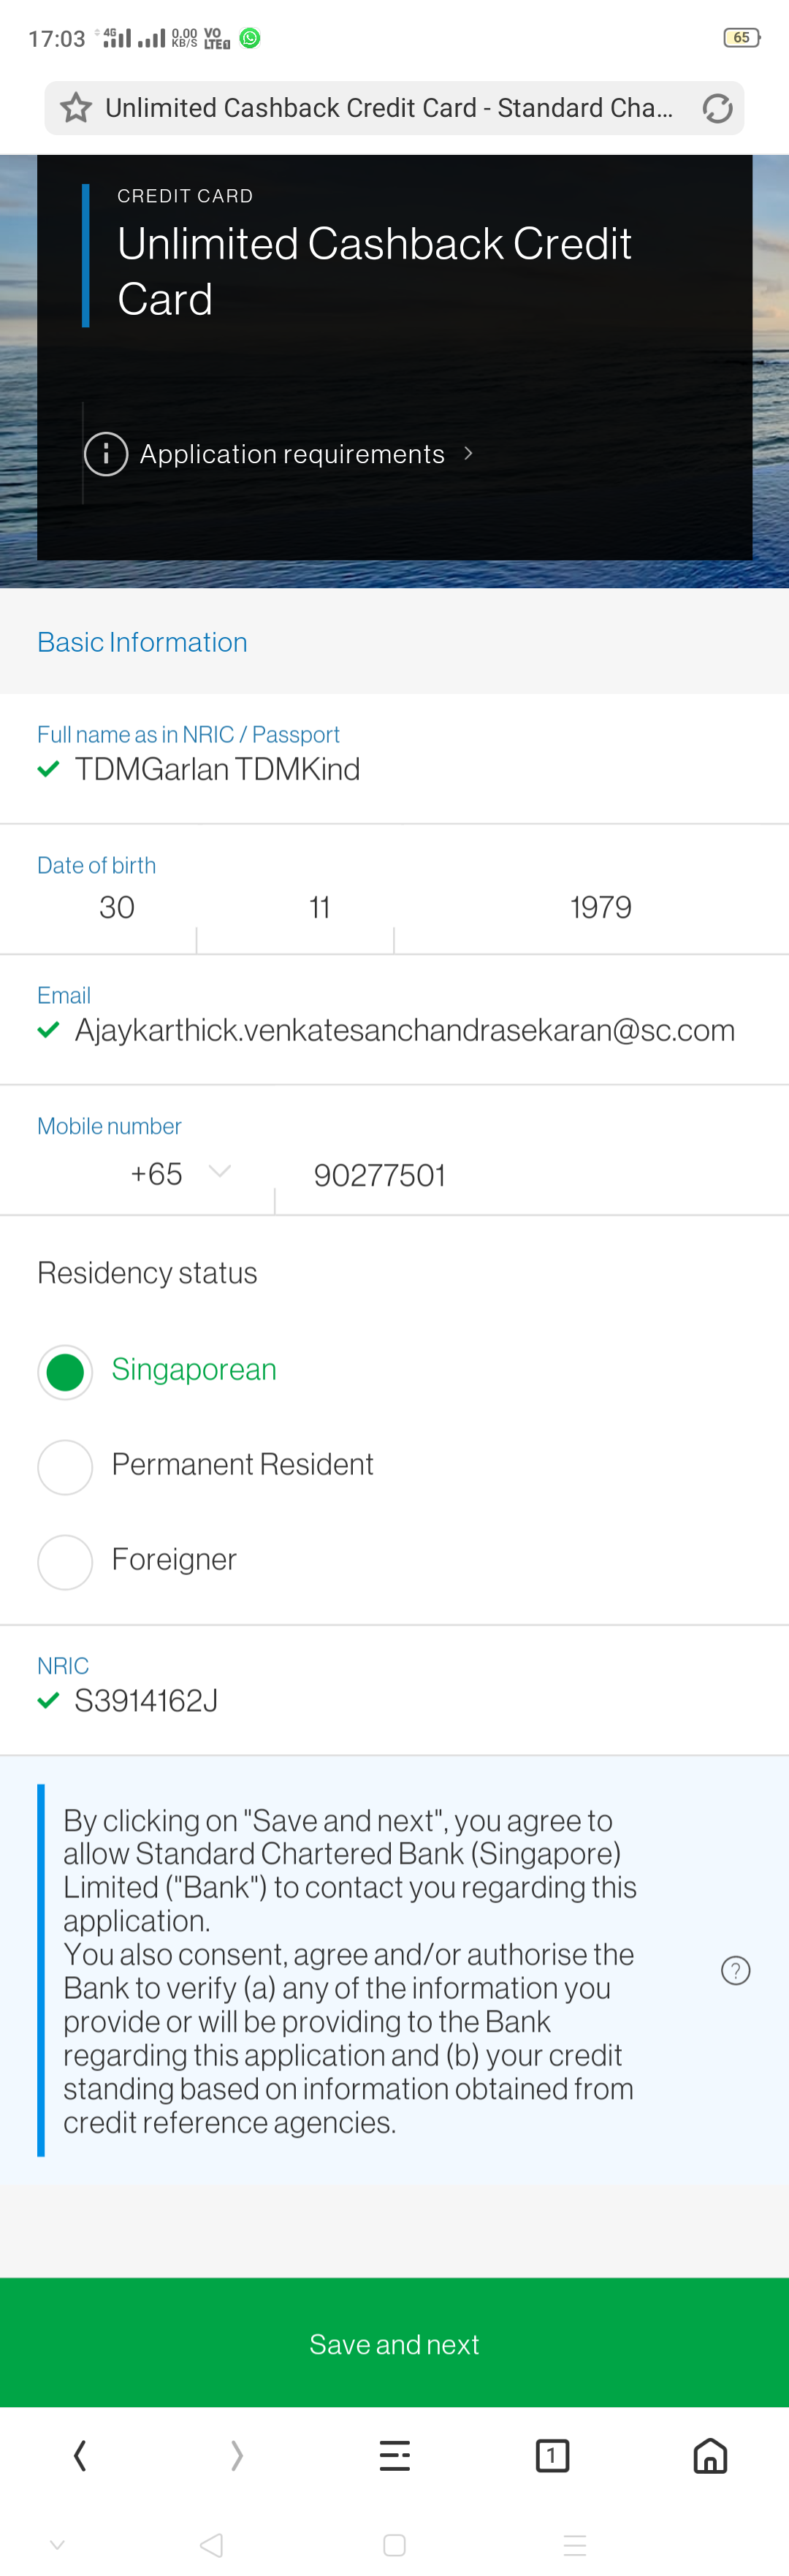 17:03 4G 0.00 KB/S VO LTE 65
Unlimited Cashback Credit Card - Standard Cha...
CREDIT CARD
Unlimited Cashback Credit
Card
Application requirements
Basic Information
Full name as in NRIC / Passport
TDMGarlan TDMKind
Date of birth
30 11 1979
Email
Ajaykarthick.venkatesanchandrasekaran@sc.com
Mobile number
+65 90277501
Residency status
Singaporean
Permanent Resident
Foreigner
NRIC
S3914162J
By clicking on "Save and next", you agree to
allow Standard Chartered Bank (Singapore)
Limited ("Bank") to contact you regarding this
application.
You also consent, agree and/or authorise the
Bank to verify (a) any of the information you
provide or will be providing to the Bank
regarding this application and (b) your credit
standing based on information obtained from
credit reference agencies.
?
Save and next
1